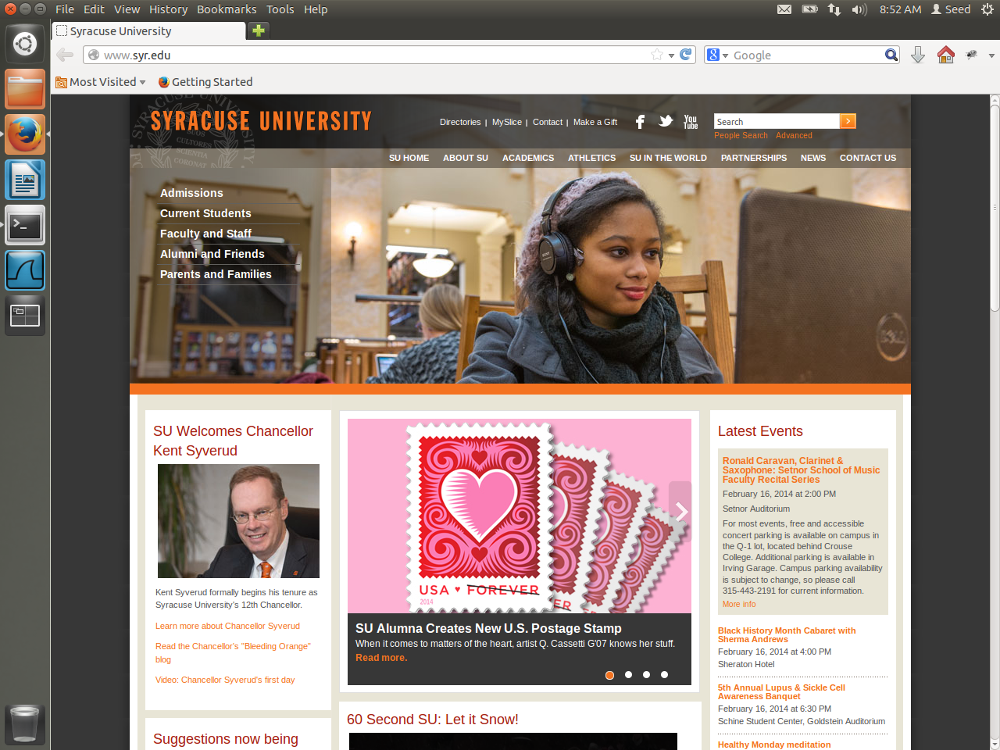 File Edit View History Bookmarks Tools Help
8:52 AM Seed
Syracuse University
www.syr.edu
Google
Most Visited
Getting Started
SYRACUSE UNIVERSITY
Directories | MySlice | Contact | Make a Gift
You
Tube
Search
People Search Advanced
SU HOME ABOUT SU ACADEMICS ATHLETICS SU IN THE WORLD PARTNERSHIPS NEWS CONTACT US
Admissions
Current Students
Faculty and Staff
Alumni and Friends
Parents and Families
SU Welcomes Chancellor
Kent Syverud
Kent Syverud formally begins his tenure as
Syracuse University's 12th Chancellor.
Learn more about Chancellor Syverud
Read the Chancellor's "Bleeding Orange"
blog
Video: Chancellor Syverud's first day
Suggestions now being
USA ♥ FOREVER
2014
SU Alumna Creates New U.S. Postage Stamp
When it comes to matters of the heart, artist Q. Cassetti G'07 knows her stuff.
Read more.
60 Second SU: Let it Snow!
Latest Events
Ronald Caravan, Clarinet &
Saxophone: Setnor School of Music
Faculty Recital Series
February 16, 2014 at 2:00 PM
Setnor Auditorium
For most events, free and accessible
concert parking is available on campus in
the Q-1 lot, located behind Crouse
College. Additional parking is available in
Irving Garage. Campus parking availability
is subject to change, so please call
315-443-2191 for current information.
More info
Black History Month Cabaret with
Sherma Andrews
February 16, 2014 at 4:00 PM
Sheraton Hotel
5th Annual Lupus & Sickle Cell
Awareness Banquet
February 16, 2014 at 6:30 PM
Schine Student Center, Goldstein Auditorium
Healthy Monday meditation